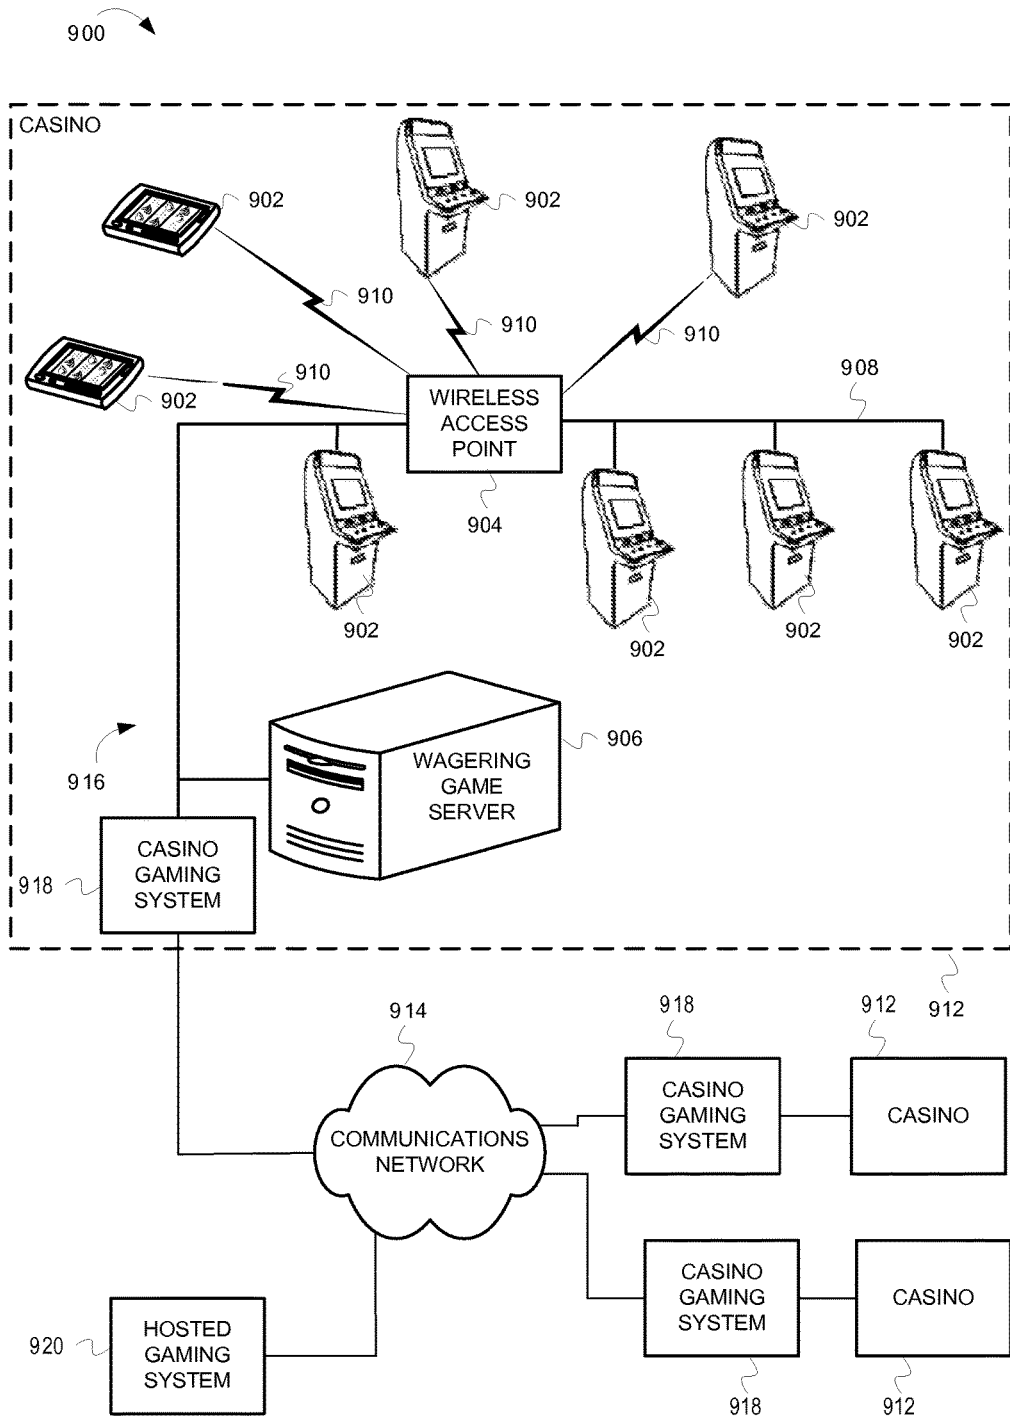 900
CASINO
902
902
902
910
910
910
910
902
908
WIRELESS
ACCESS
POINT
904
902
902
902
902
906
WAGERING
GAME
SERVER
916
CASINO
GAMING
SYSTEM
918
912
914
918
912
COMMUNICATIONS
NETWORK
CASINO
GAMING
SYSTEM
CASINO
CASINO
GAMING
SYSTEM
CASINO
918
912
920
HOSTED
GAMING
SYSTEM